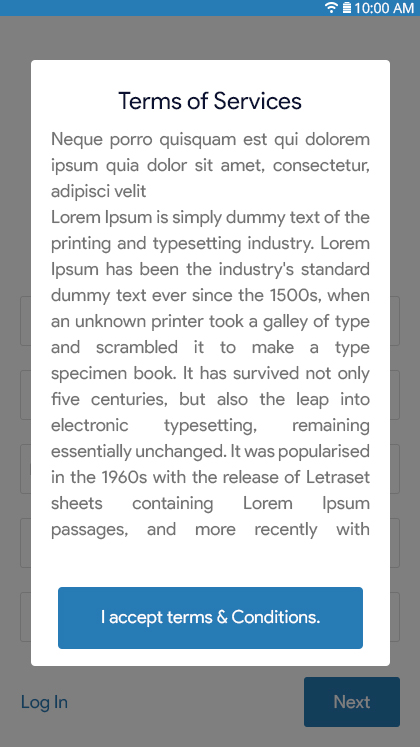 10:00 AM
Terms of Services
Neque porro quisquam est qui dolorem
ipsum quia dolor sit amet, consectetur,
adipisci velit
Lorem Ipsum is simply dummy text of the
printing and typesetting industry. Lorem
Ipsum has been the industry's standard
dummy text ever since the 1500s, when
an unknown printer took a galley of type
and scrambled it to make a type
specimen book. It has survived not only
five centuries, but also the leap into
electronic typesetting, remaining
essentially unchanged. It was popularised
in the 1960s with the release of Letraset
sheets containing Lorem Ipsum
passages, and more recently with
I accept terms & Conditions.
Log In
Next